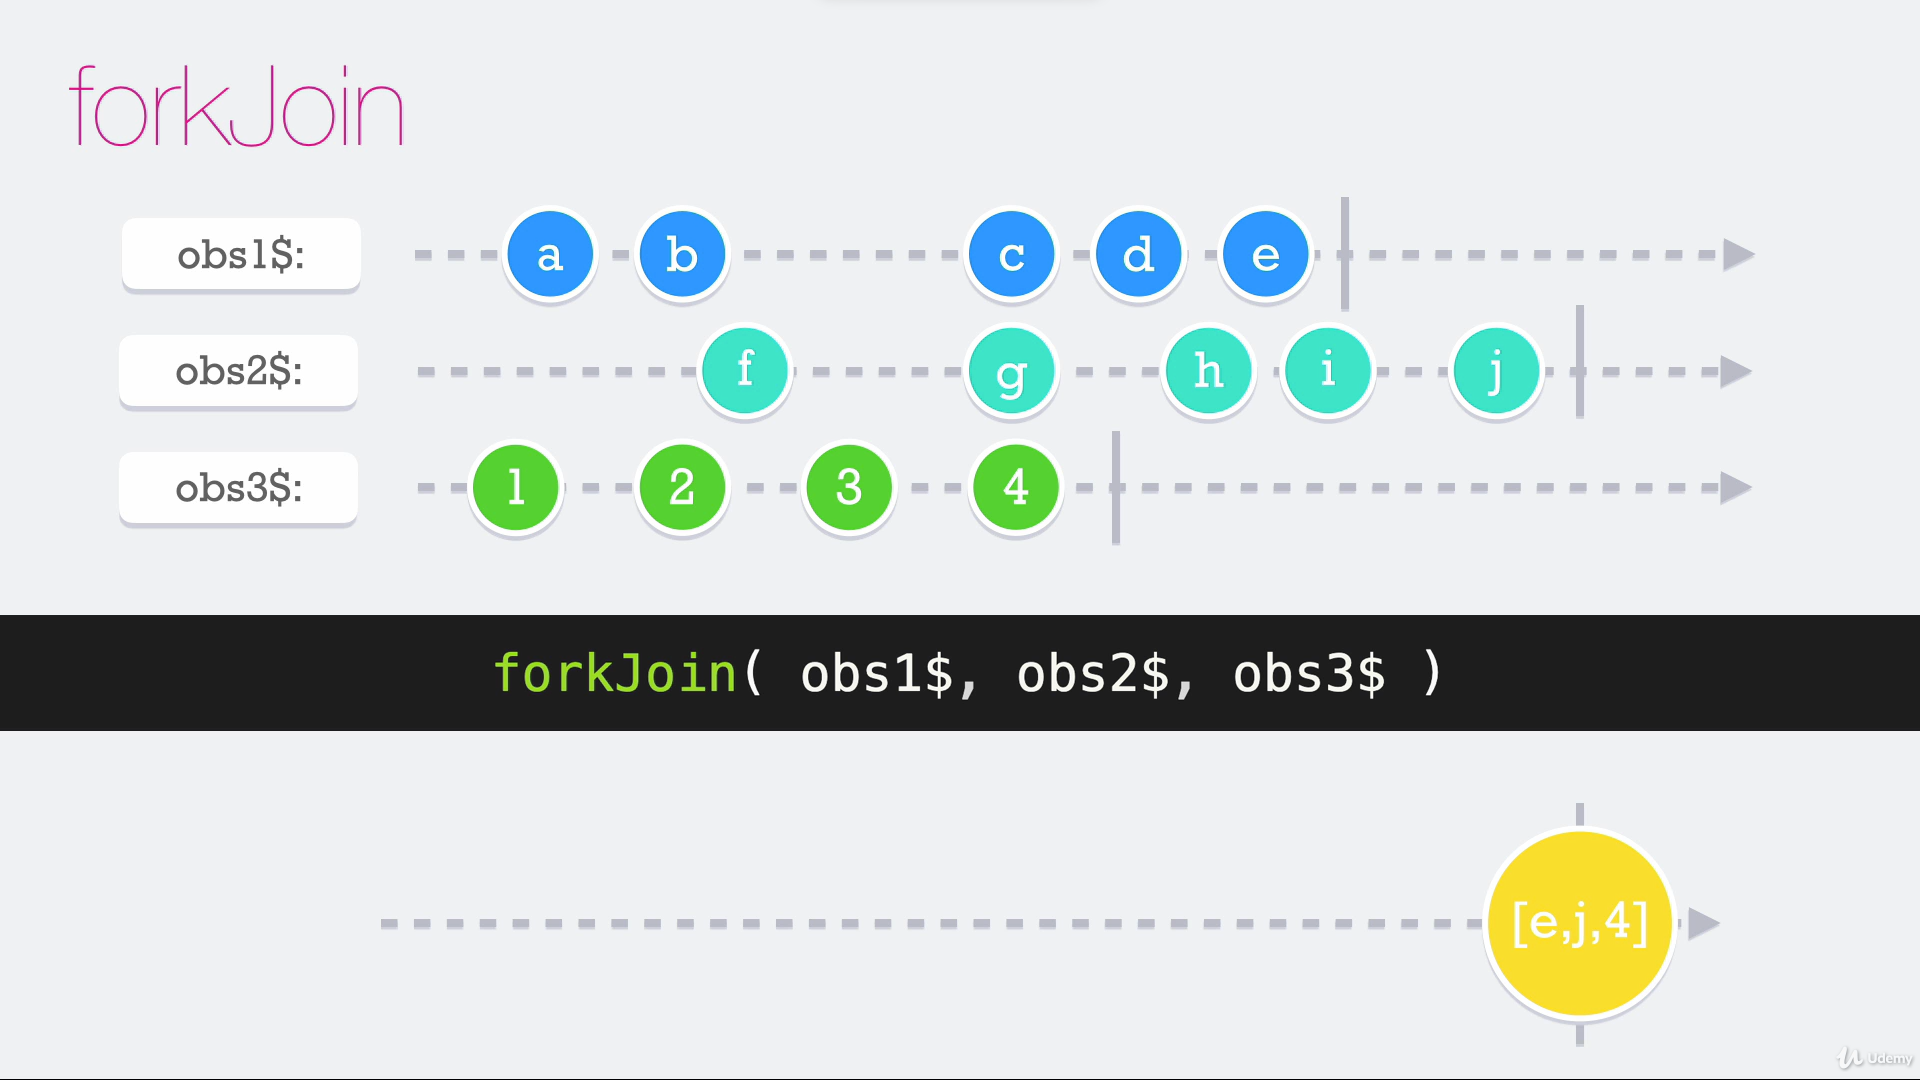 forkJoin
obs1$: a b c d e
obs2$: f g h i j
obs3$: 1 2 3 4
forkJoin( obs1$, obs2$, obs3$ )
[e,j,4]
Udemy